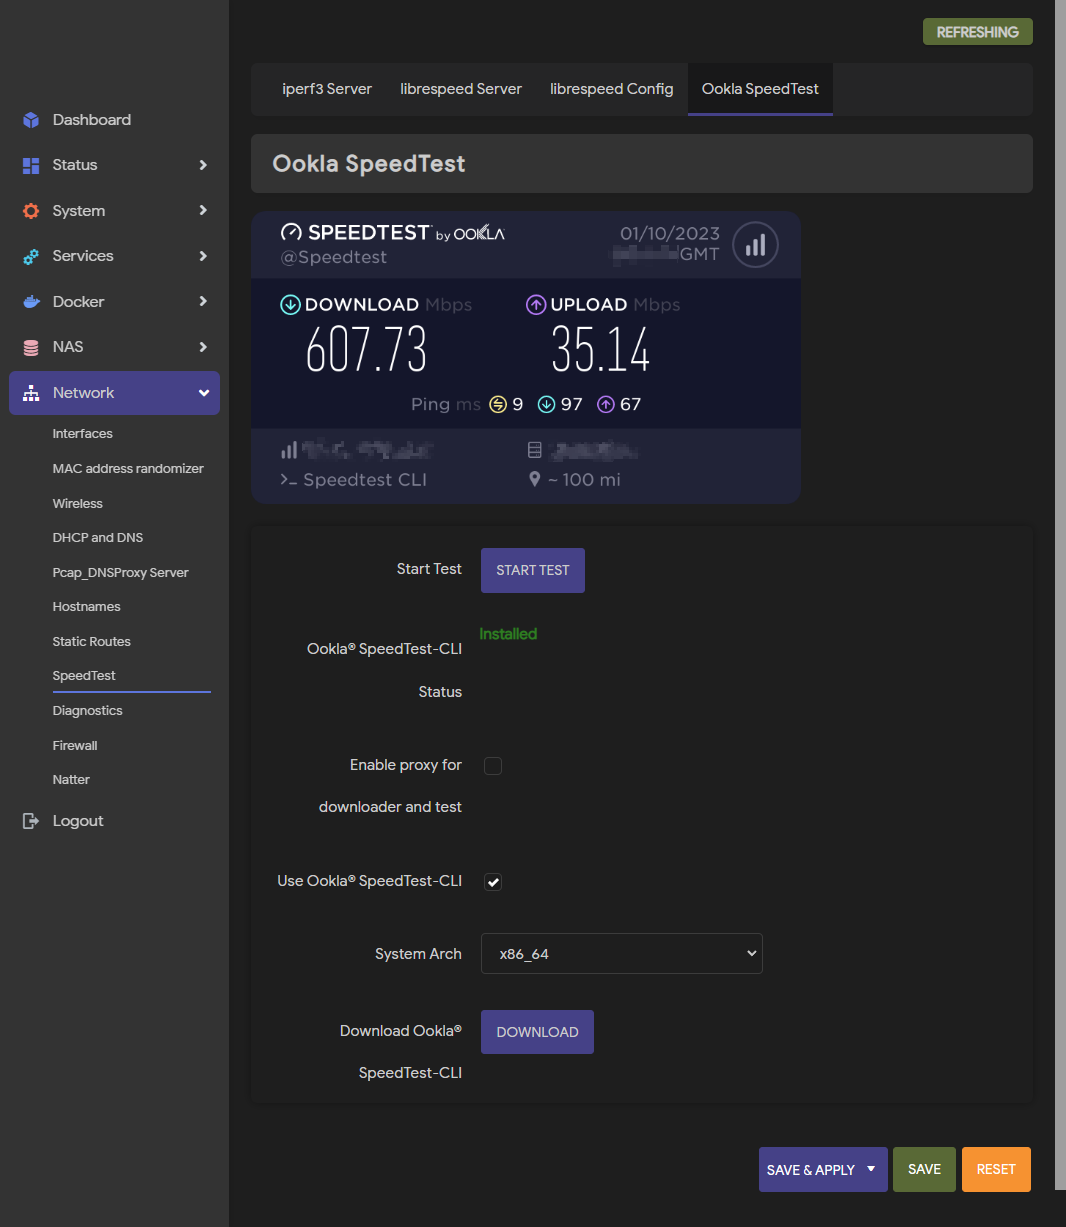 REFRESHING
iperf3 Server
librespeed Server
librespeed Config
Ookla SpeedTest
Dashboard
Status
System
Services
Docker
NAS
Network
Interfaces
MAC address randomizer
Wireless
DHCP and DNS
Pcap_DNSProxy Server
Hostnames
Static Routes
SpeedTest
Diagnostics
Firewall
Natter
Logout
Ookla SpeedTest
SPEEDTEST by OOKLA
@Speedtest
01/10/2023
GMT
DOWNLOAD Mbps
607.73
UPLOAD Mbps
35.14
Ping ms 9 97 67
Speedtest CLI
~ 100 mi
Start Test
START TEST
Ookla® SpeedTest-CLI
Status
Installed
Enable proxy for
downloader and test
Use Ookla® SpeedTest-CLI
System Arch
x86_64
Download Ookla®
SpeedTest-CLI
DOWNLOAD
SAVE & APPLY
SAVE
RESET